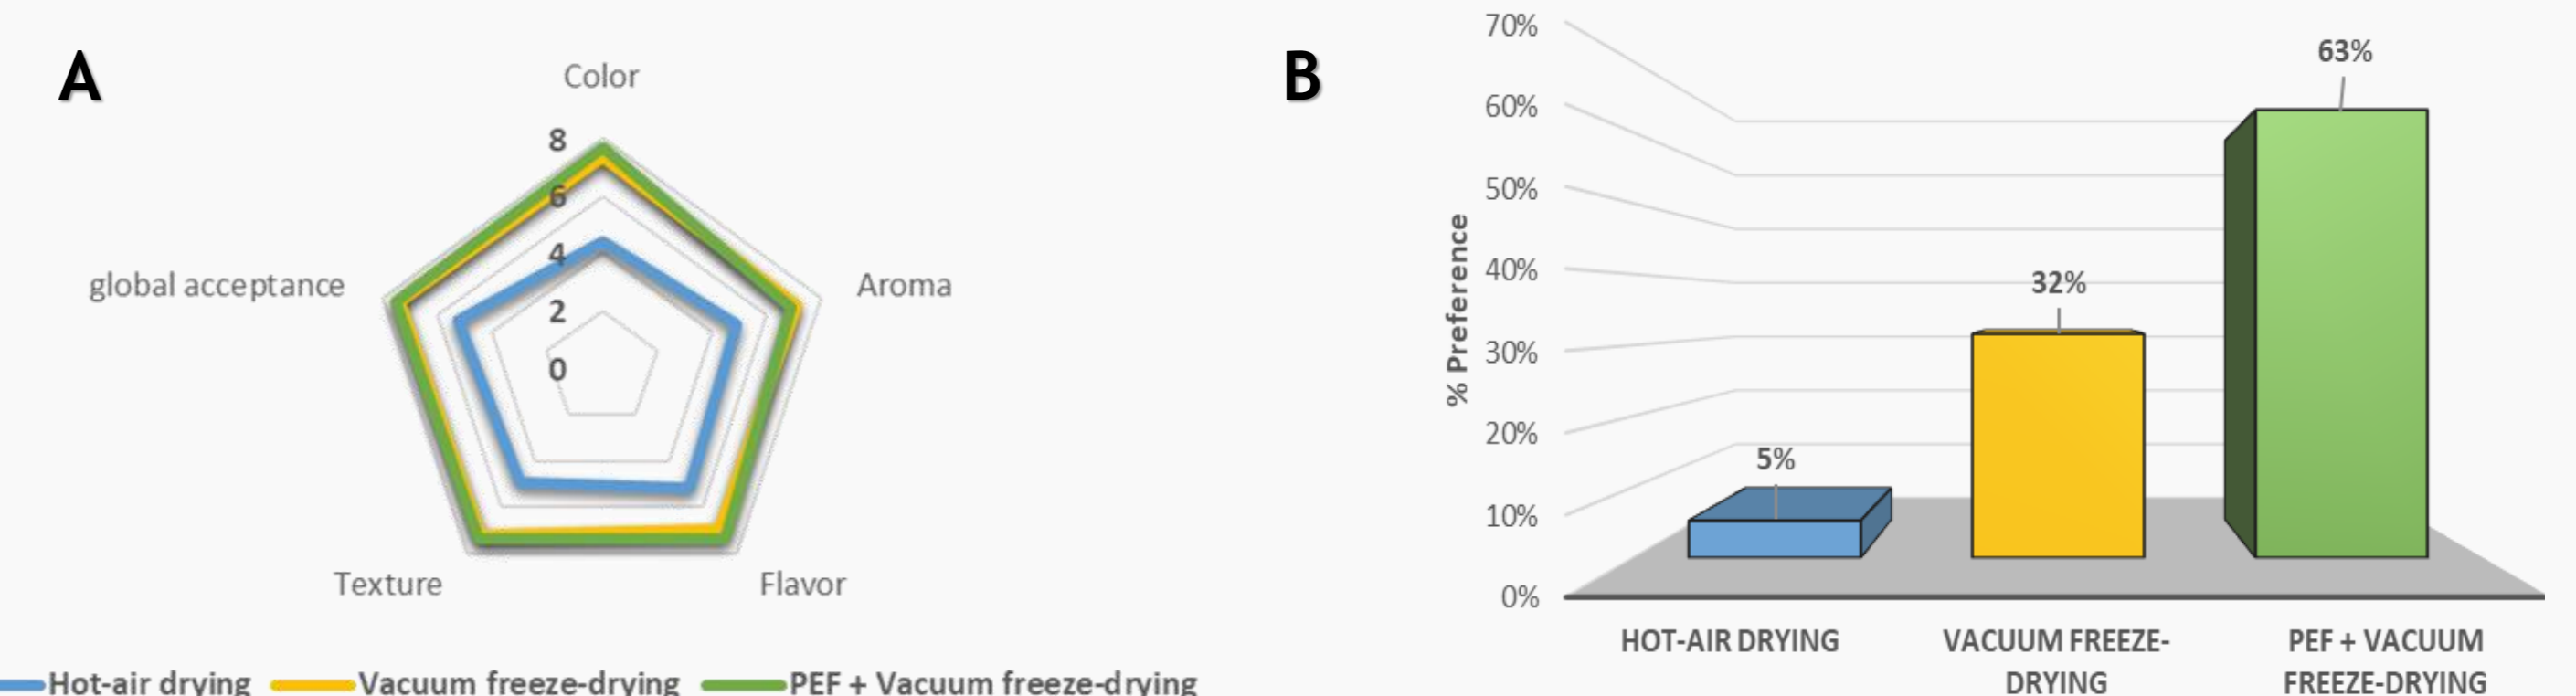 A
Color
8
6
4
2
0
global acceptance
Aroma
Texture
Flavor
Hot-air drying
Vacuum freeze-drying
PEF + Vacuum freeze-drying
B
% Preference
70%
60%
50%
40%
30%
20%
10%
0%
5%
32%
63%
HOT-AIR DRYING
VACUUM FREEZE-
DRYING
PEF + VACUUM
FREEZE-DRYING